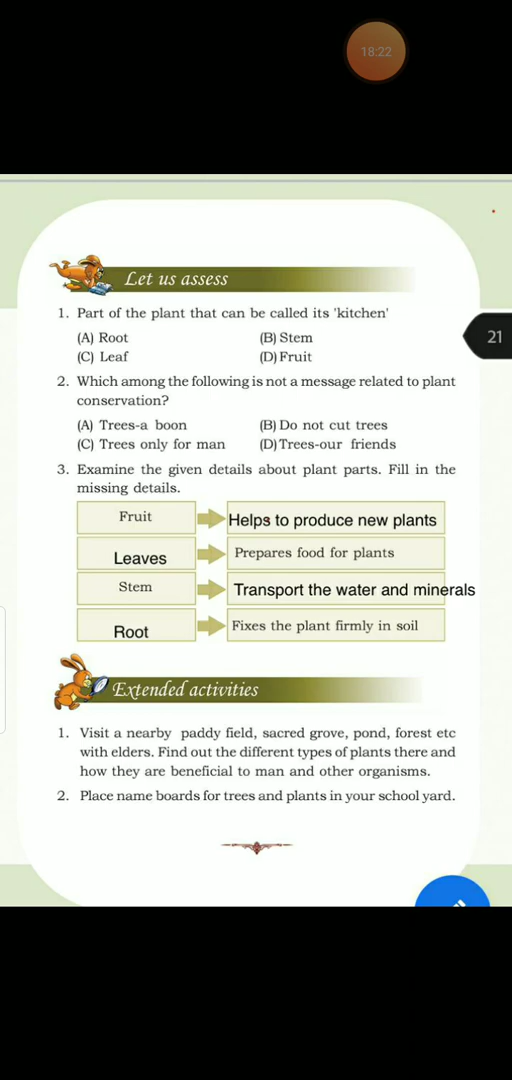 18:22
Let us assess
21
1. Part of the plant that can be called its 'kitchen'
(A) Root (B) Stem
(C) Leaf (D) Fruit
2. Which among the following is not a message related to plant
conservation?
(A) Trees-a boon (B) Do not cut trees
(C) Trees only for man (D) Trees-our friends
3. Examine the given details about plant parts. Fill in the
missing details.
Fruit Helps to produce new plants
Leaves Prepares food for plants
Stem Transport the water and minerals
Root Fixes the plant firmly in soil
Extended activities
1. Visit a nearby paddy field, sacred grove, pond, forest etc
with elders. Find out the different types of plants there and
how they are beneficial to man and other organisms.
2. Place name boards for trees and plants in your school yard.